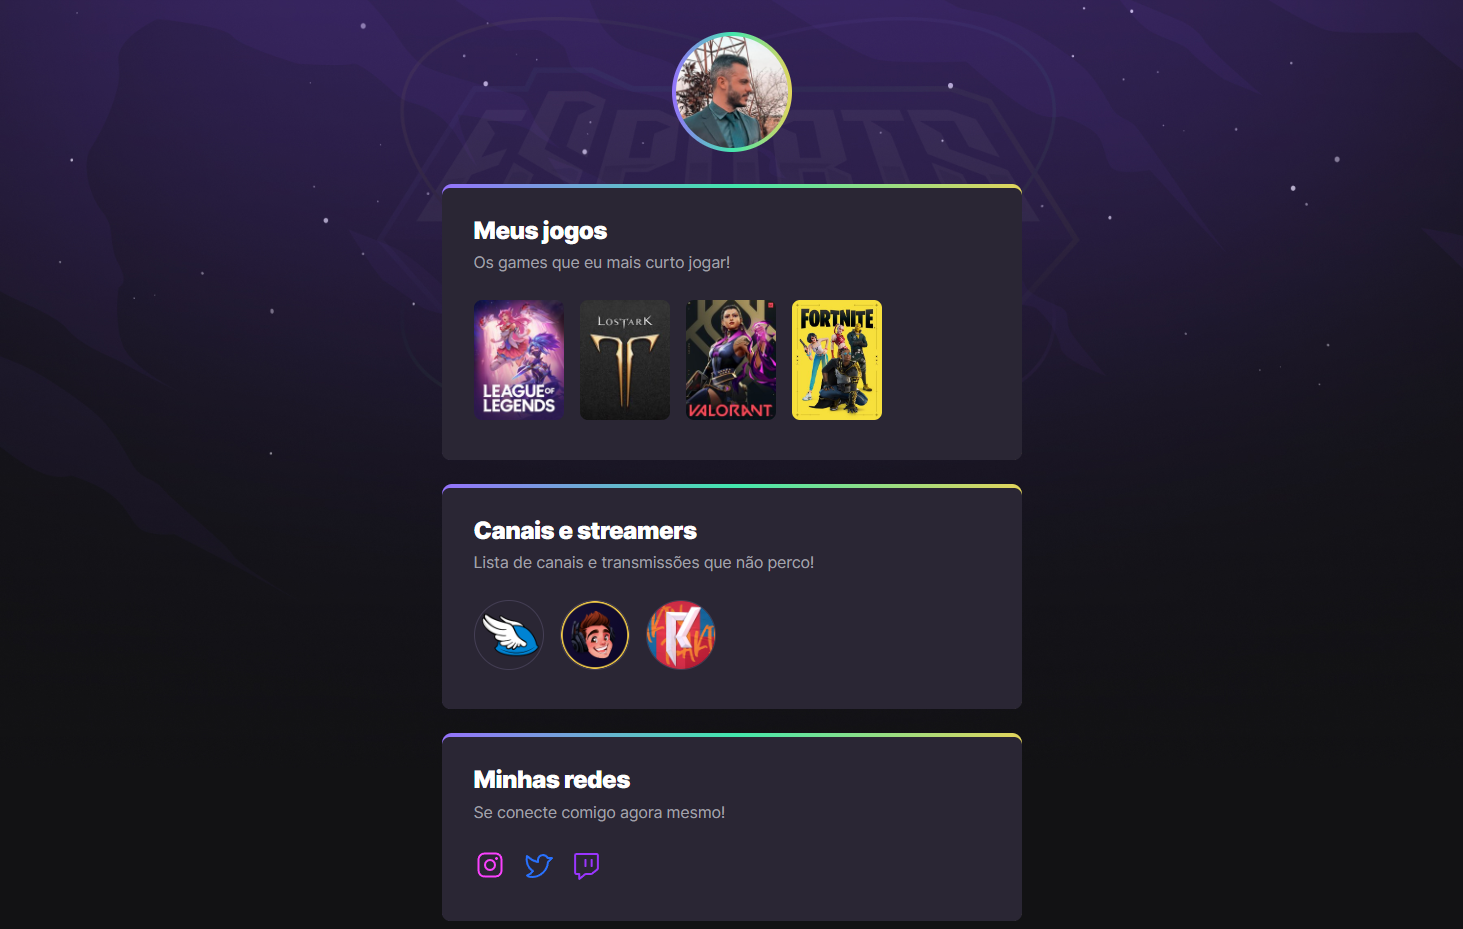 ESPORTS
Meus jogos
Os games que eu mais curto jogar!
LEAGUE OF
LEGENDS
LOST ARK
VALORANT
FORTNITE
Canais e streamers
Lista de canais e transmissões que não perco!
Minhas redes
Se conecte comigo agora mesmo!